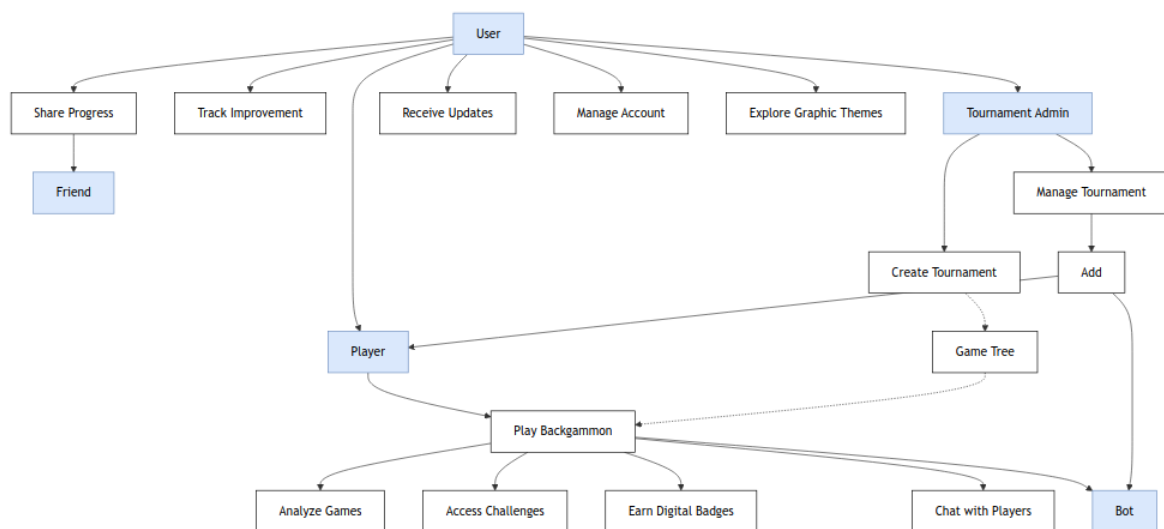 User
Share Progress
Track Improvement
Receive Updates
Manage Account
Explore Graphic Themes
Tournament Admin
Friend
Manage Tournament
Create Tournament
Add
Player
Game Tree
Play Backgammon
Analyze Games
Access Challenges
Earn Digital Badges
Chat with Players
Bot